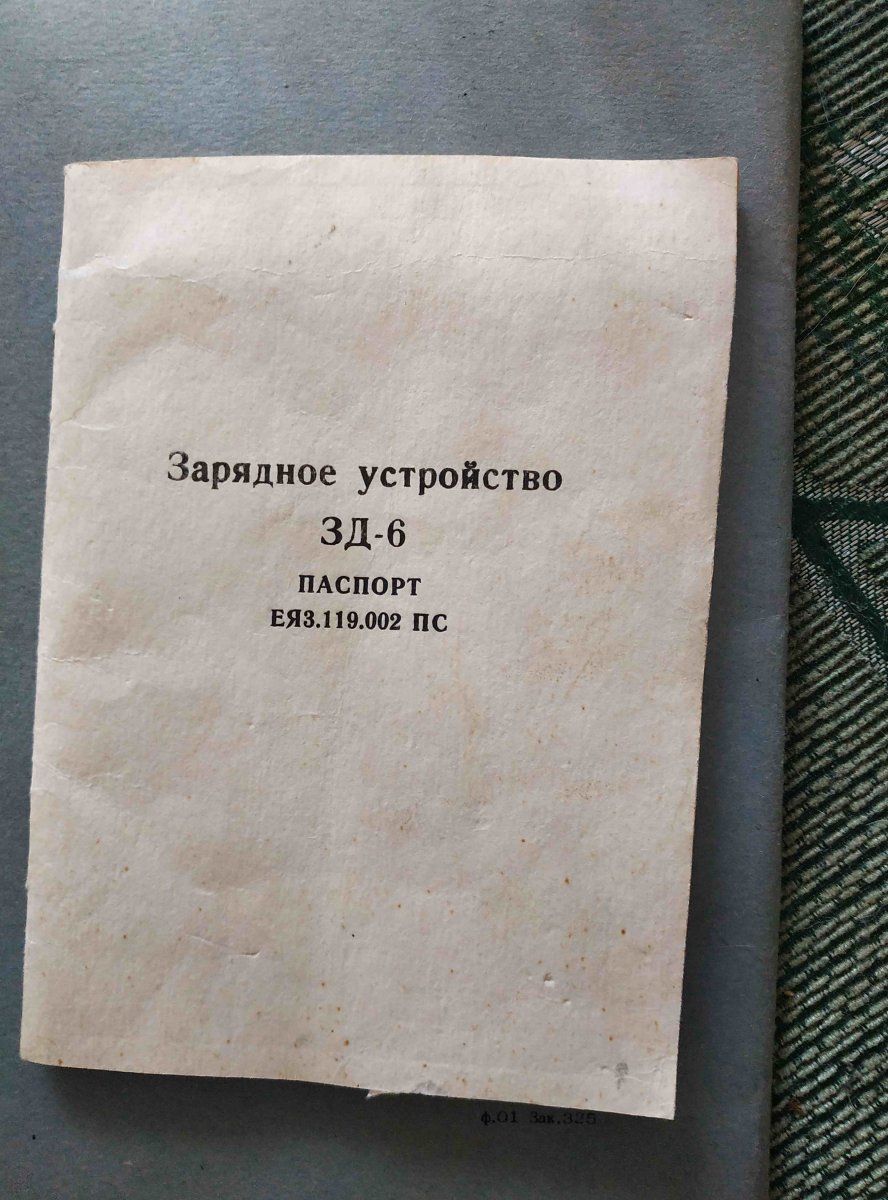 Зарядное устройство
ЗД-6
ПАСПОРТ
ЕЯ3.119.002 ПС
ф.01 Зак.325